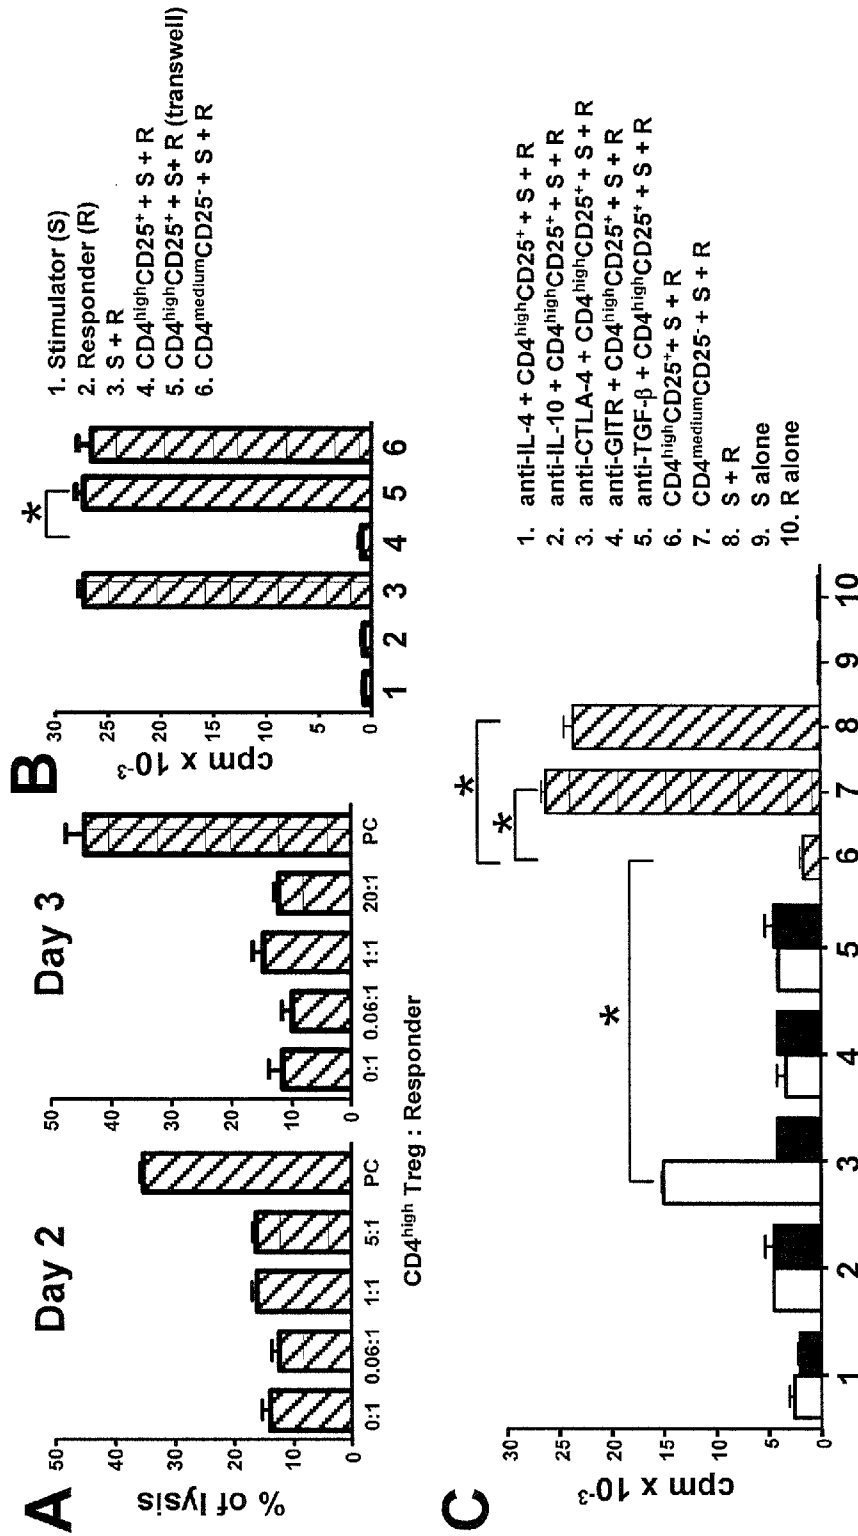 A
Day 2
Day 3
% of lysis
50
40
30
20
10
0
0:1
0.06:1
1:1
5:1
PC
50
40
30
20
10
0
0:1
0.06:1
1:1
20:1
PC
CD4high Treg : Responder
B
cpm x 10-3
30
25
20
15
10
5
0
*
1
2
3
4
5
6
1. Stimulator (S)
2. Responder (R)
3. S + R
4. CD4highCD25+ + S + R
5. CD4highCD25+ + S+ R (transwell)
6. CD4mediumCD25- + S + R
C
cpm x 10-3
30
25
20
15
10
5
0
*
*
*
1
2
3
4
5
6
7
8
9
10
1. anti-IL-4 + CD4highCD25+ + S + R
2. anti-IL-10 + CD4highCD25+ + S + R
3. anti-CTLA-4 + CD4highCD25+ + S + R
4. anti-GITR + CD4highCD25+ + S + R
5. anti-TGF-β + CD4highCD25+ + S + R
6. CD4highCD25++ S + R
7. CD4mediumCD25- + S + R
8. S + R
9. S alone
10. R alone